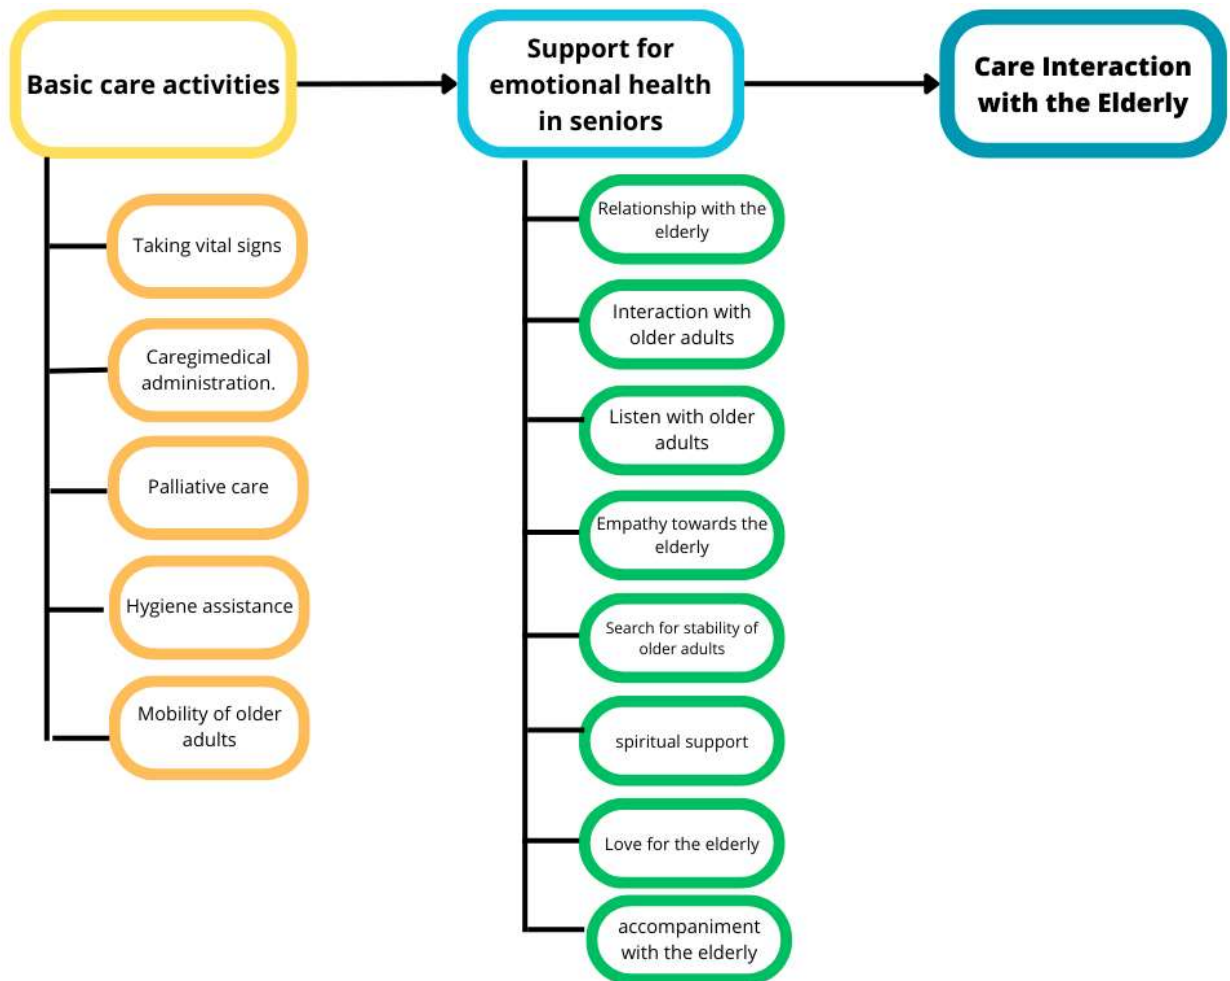 Basic care activities
Support for
emotional health
in seniors
Care Interaction
with the Elderly
Taking vital signs
Caregimedical
administration.
Palliative care
Hygiene assistance
Mobility of older
adults
Relationship with the
elderly
Interaction with
older adults
Listen with older
adults
Empathy towards the
elderly
Search for stability of
older adults
spiritual support
Love for the elderly
accompaniment
with the elderly